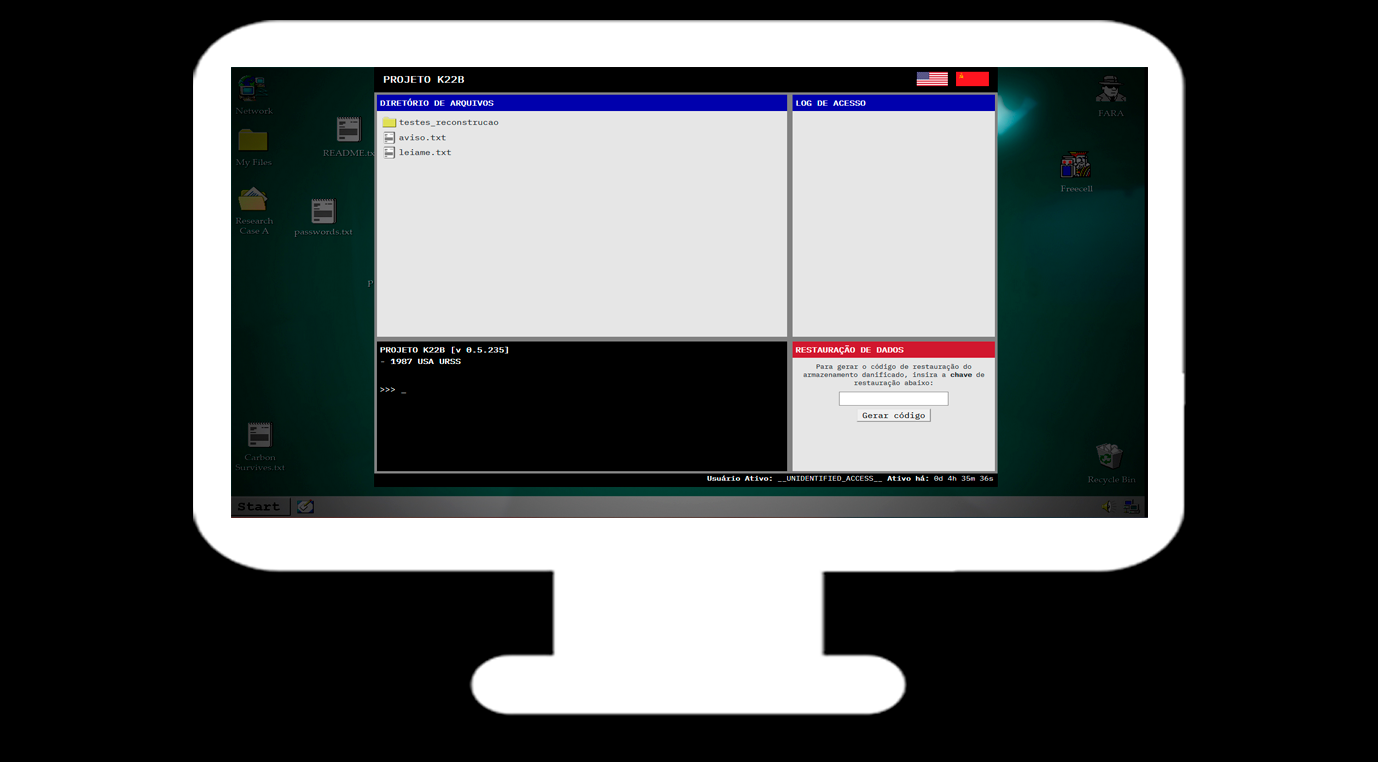 PROJETO K22B
DIRETÓRIO DE ARQUIVOS
testes_reconstrucao
aviso.txt
leiame.txt
LOG DE ACESSO
PROJETO K22B [v 0.5.235]
- 1987 USA URSS
>>> _
RESTAURAÇÃO DE DADOS
Para gerar o código de restauração do
armazenamento danificado, insira a chave de
restauração abaixo:
Gerar código
Usuário Ativo: __UNIDENTIFIED_ACCESS__ Ativo há: 0d 4h 35m 36s
Network
README.tx
My Files
Research
Case A
passwords.txt
P
Carbon
Survives.txt
FARA
Freecell
Recycle Bin
Start